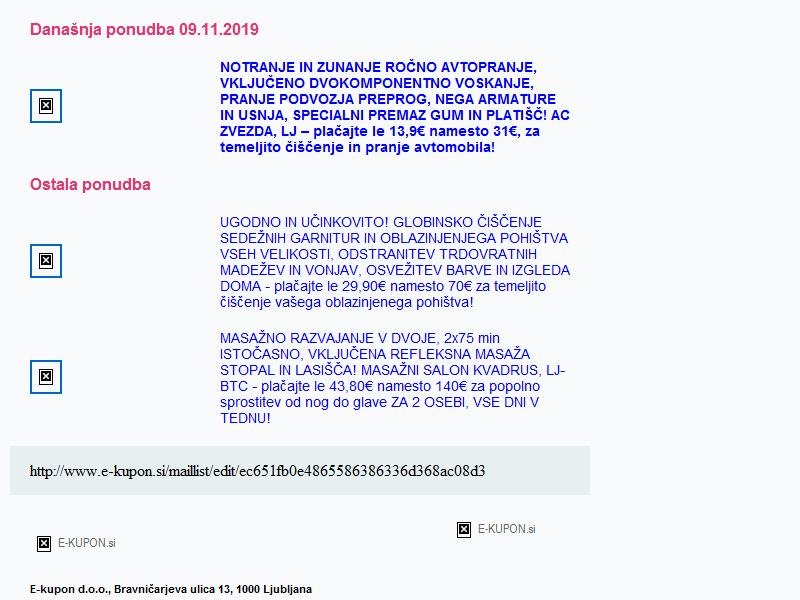 Današnja ponudba 09.11.2019
NOTRANJE IN ZUNANJE ROČNO AVTOPRANJE,
VKLJUČENO DVOKOMPONENTNO VOSKANJE,
PRANJE PODVOZJA PREPROG, NEGA ARMATURE
IN USNJA, SPECIALNI PREMAZ GUM IN PLATIŠČ! AC
ZVEZDA, LJ – plačajte le 13,9€ namesto 31€, za
temeljito čiščenje in pranje avtomobila!
Ostala ponudba
UGODNO IN UČINKOVITO! GLOBINSKO ČIŠČENJE
SEDEŽNIH GARNITUR IN OBLAZINJENJEGA POHIŠTVA
VSEH VELIKOSTI, ODSTRANITEV TRDOVRATNIH
MADEŽEV IN VONJAV, OSVEŽITEV BARVE IN IZGLEDA
DOMA - plačajte le 29,90€ namesto 70€ za temeljito
čiščenje vašega oblazinjenega pohištva!
MASAŽNO RAZVAJANJE V DVOJE, 2x75 min
ISTOČASNO, VKLJUČENA REFLEKSNA MASAŽA
STOPAL IN LASIŠČA! MASAŽNI SALON KVADRUS, LJ-
BTC - plačajte le 43,80€ namesto 140€ za popolno
sprostitev od nog do glave ZA 2 OSEBI, VSE DNI V
TEDNU!
http://www.e-kupon.si/maillist/edit/ec651fb0e4865586386336d368ac08d3
E-KUPON.si
E-KUPON.si
E-kupon d.o.o., Bravničarjeva ulica 13, 1000 Ljubljana